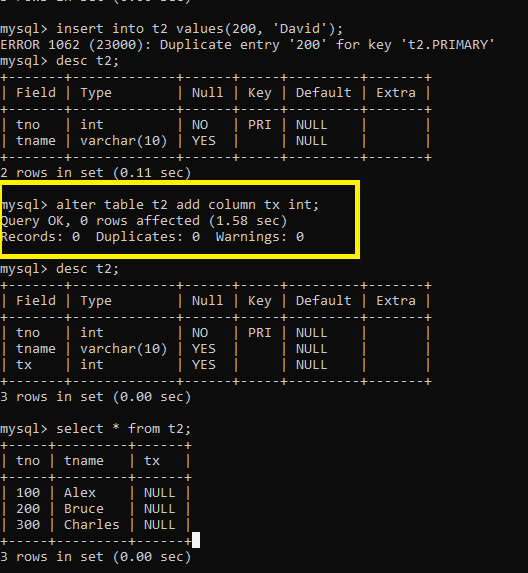 mysql> insert into t2 values(200, 'David');
ERROR 1062 (23000): Duplicate entry '200' for key 't2.PRIMARY'
mysql> desc t2;
+-------+-------------+------+-----+---------+-------+
| Field | Type        | Null | Key | Default | Extra |
+-------+-------------+------+-----+---------+-------+
| tno   | int         | NO   | PRI | NULL    |       |
| tname | varchar(10) | YES  |     | NULL    |       |
+-------+-------------+------+-----+---------+-------+
2 rows in set (0.11 sec)
mysql> alter table t2 add column tx int;
Query OK, 0 rows affected (1.58 sec)
Records: 0  Duplicates: 0  Warnings: 0
mysql> desc t2;
+-------+-------------+------+-----+---------+-------+
| Field | Type        | Null | Key | Default | Extra |
+-------+-------------+------+-----+---------+-------+
| tno   | int         | NO   | PRI | NULL    |       |
| tname | varchar(10) | YES  |     | NULL    |       |
| tx    | int         | YES  |     | NULL    |       |
+-------+-------------+------+-----+---------+-------+
3 rows in set (0.00 sec)
mysql> select * from t2;
+-----+---------+------+
| tno | tname   | tx   |
+-----+---------+------+
| 100 | Alex    | NULL |
| 200 | Bruce   | NULL |
| 300 | Charles | NULL |
+-----+---------+------+
3 rows in set (0.00 sec)